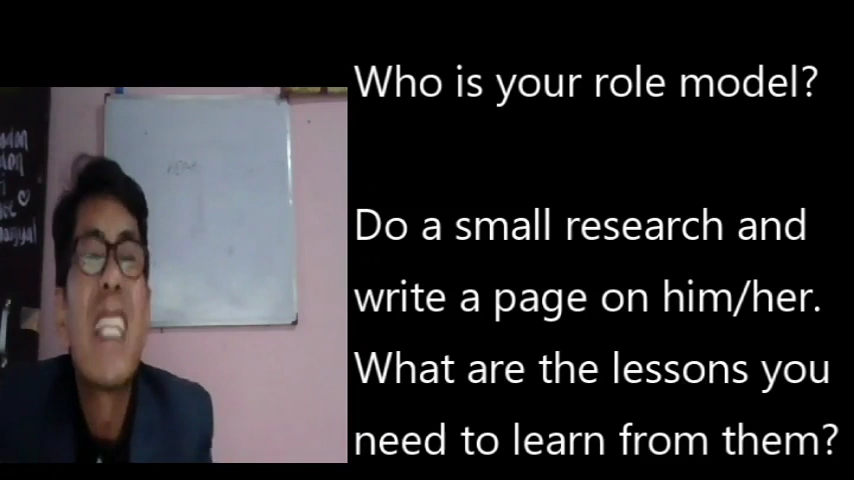 Who is your role model?
Do a small research and
write a page on him/her.
What are the lessons you
need to learn from them?